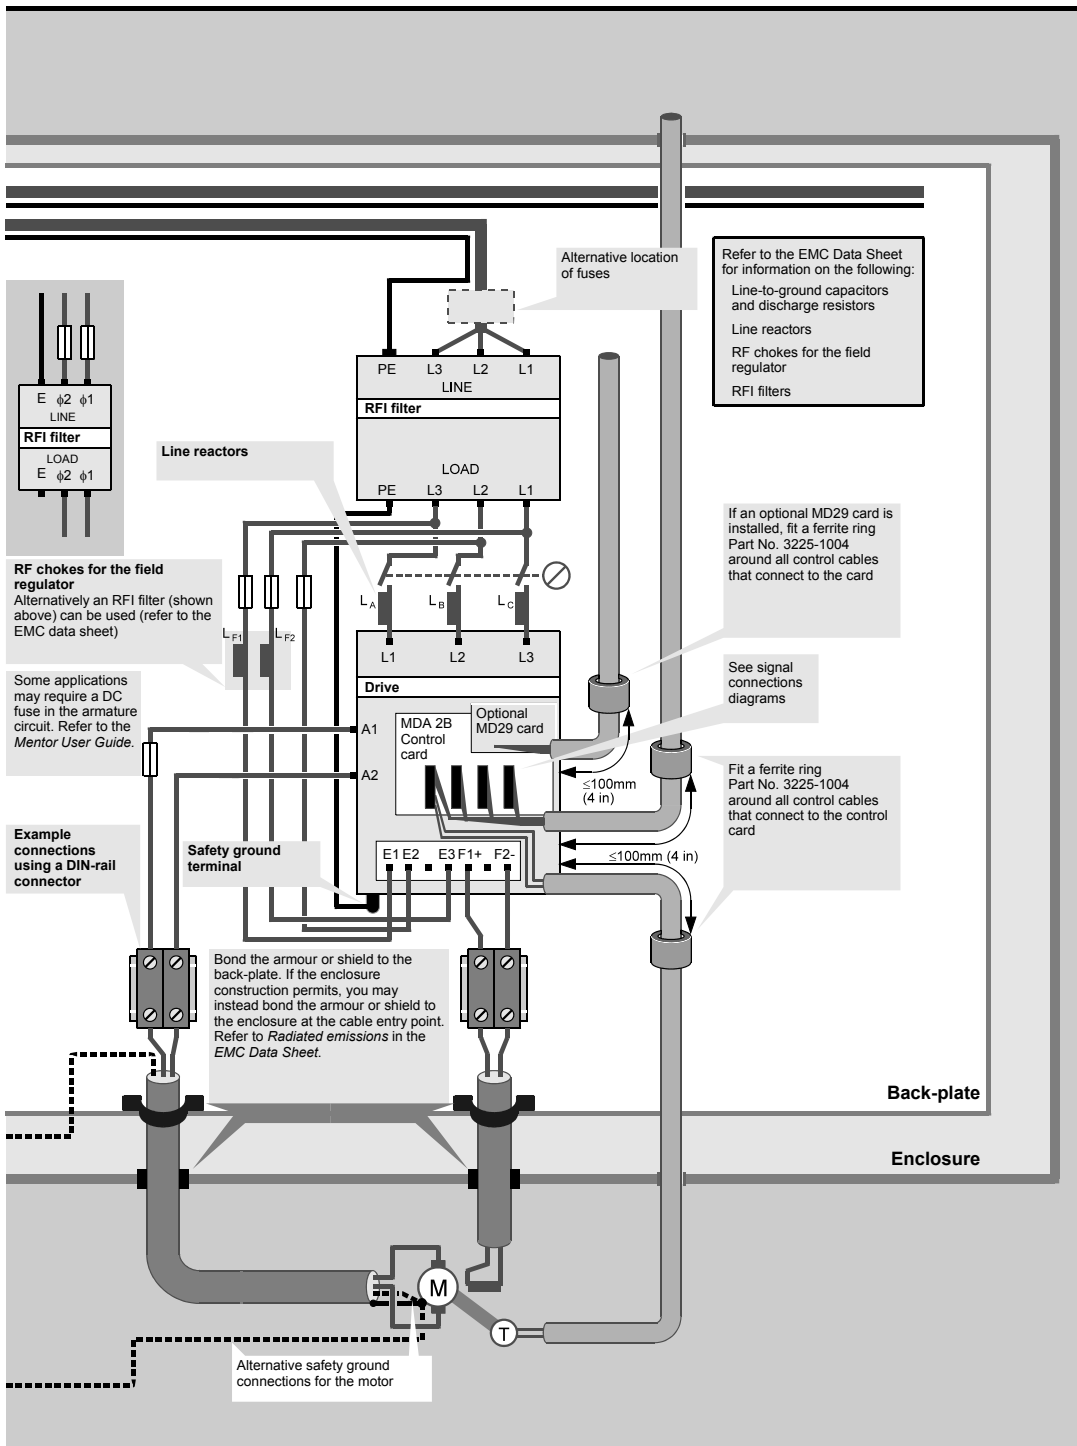 Alternative location
of fuses
Refer to the EMC Data Sheet
for information on the following:
Line-to-ground capacitors
and discharge resistors
Line reactors
RF chokes for the field
regulator
RFI filters
E ϕ2 ϕ1
LINE
RFI filter
LOAD
E ϕ2 ϕ1
PE L3 L2 L1
LINE
RFI filter
LOAD
PE L3 L2 L1
Line reactors
RF chokes for the field
regulator
Alternatively an RFI filter (shown
above) can be used (refer to the
EMC data sheet)
If an optional MD29 card is
installed, fit a ferrite ring
Part No. 3225-1004
around all control cables
that connect to the card
LA LB LC
LF1 LF2
L1 L2 L3
Drive
See signal
connections
diagrams
Some applications
may require a DC
fuse in the armature
circuit. Refer to the
Mentor User Guide.
A1
A2
MDA 2B
Control
card
Optional
MD29 card
≤100mm
(4 in)
Fit a ferrite ring
Part No. 3225-1004
around all control cables
that connect to the control
card
Example
connections
using a DIN-rail
connector
Safety ground
terminal
E1 E2 E3 F1+ F2-
≤100mm (4 in)
Bond the armour or shield to the
back-plate. If the enclosure
construction permits, you may
instead bond the armour or shield to
the enclosure at the cable entry point.
Refer to Radiated emissions in the
EMC Data Sheet.
Back-plate
Enclosure
M
T
Alternative safety ground
connections for the motor